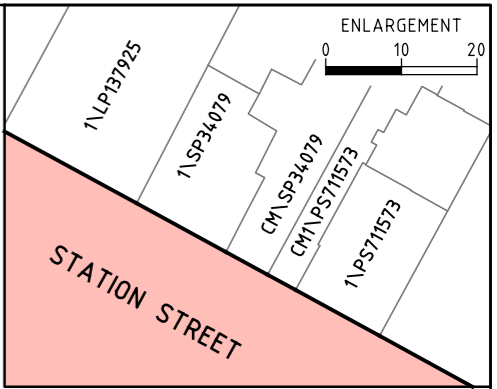 ENLARGEMENT
0 10 20
1\LP137925
1\SP34079
CM\SP34079
CM1\PS711573
1\PS711573
STATION STREET